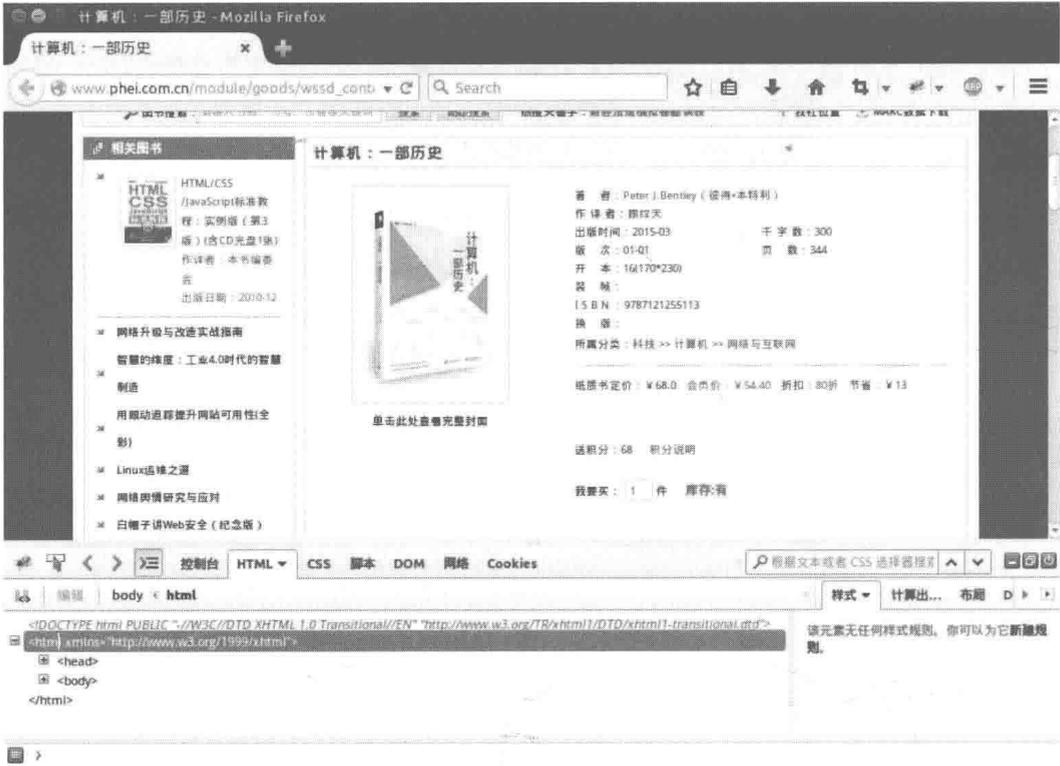 计算机：一部历史 - Mozilla Firefox
计算机：一部历史
www.phei.com.cn/module/goods/wssd_cont
Search
相关图书
HTML/CSS
/JavaScript标准教
程：实例版（第3
版）(含CD光盘1张)
作译者：本书编委
会
出版日期：2010-12
网络升级与改造实战指南
智慧的维度：工业4.0时代的智慧
制造
用眼动追踪提升网站可用性(全
彩)
Linux运维之道
网络舆情研究与应对
白帽子讲Web安全（纪念版）
计算机：一部历史
HTML
CSS
JavaScript
计算机：
一部历史
单击此处查看完整封面
著 者：Peter J.Bentley（彼得•本特利）
作 译 者：
出版时间：2015-03 千 字 数：300
版 次：01-01 页 数：344
开 本：16(170*230)
装 帧：
I S B N ：9787121255113
换 版：
所属分类：科技 >> 计算机 >> 网络与互联网
纸质书定价：￥68.0 会员价：￥54.40 折扣：80折 节省：￥13
送积分：68 积分说明
我要买： 1 件 库存:有
控制台 HTML CSS 脚本 DOM 网络 Cookies
根据文本或者 CSS 选择器搜索
编辑 body < html
样式 计算出... 布局 D
<!DOCTYPE html PUBLIC "-//W3C//DTD XHTML 1.0 Transitional//EN" "http://www.w3.org/TR/xhtml1/DTD/xhtml1-transitional.dtd">
<html xmlns="http://www.w3.org/1999/xhtml">
<head>
<body>
</html>
该元素无任何样式规则。你可以为它新建规
则。